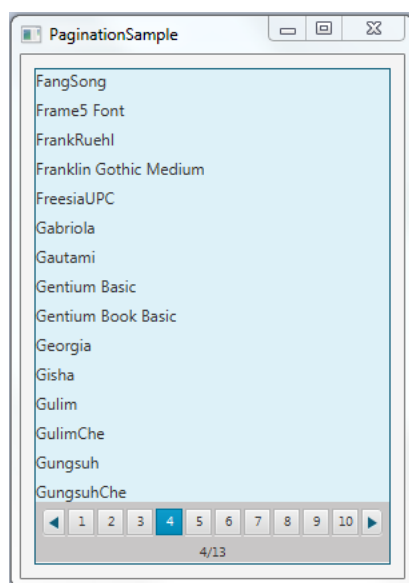 PaginationSample
FangSong
Frame5 Font
FrankRuehl
Franklin Gothic Medium
FreesiaUPC
Gabriola
Gautami
Gentium Basic
Gentium Book Basic
Georgia
Gisha
Gulim
GulimChe
Gungsuh
GungsuhChe
1 2 3 4 5 6 7 8 9 10
4/13